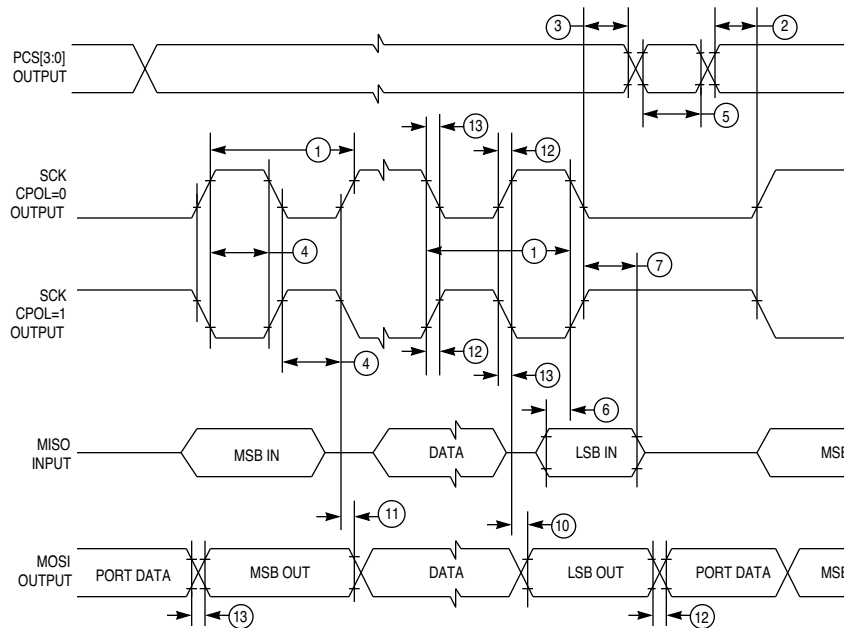 3
2
PCS[3:0]
OUTPUT
5
13
1
12
SCK
CPOL=0
OUTPUT
4
1
7
SCK
CPOL=1
OUTPUT
4
12
13
6
MISO
INPUT
MSB IN
DATA
LSB IN
MSB
11
10
MOSI
OUTPUT
PORT DATA
MSB OUT
DATA
LSB OUT
PORT DATA
MSB
13
12